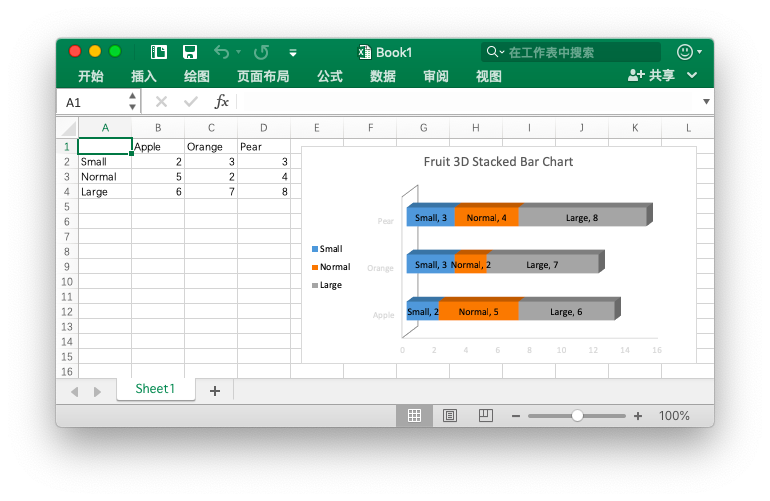 Book1
在工作表中搜索
开始 插入 绘图 页面布局 公式 数据 审阅 视图 共享
A1 fx
A B C D E F G H I J K L
1 Apple Orange Pear
2 Small 2 3 3
3 Normal 5 2 4
4 Large 6 7 8
5
6
7
8
9
10
11
12
13
14
15
16
Fruit 3D Stacked Bar Chart
Pear Small, 3 Normal, 4 Large, 8
Small
Normal
Large
Orange Small, 3 Normal, 2 Large, 7
Apple Small, 2 Normal, 5 Large, 6
0 2 4 6 8 10 12 14 16
Sheet1 +
100%